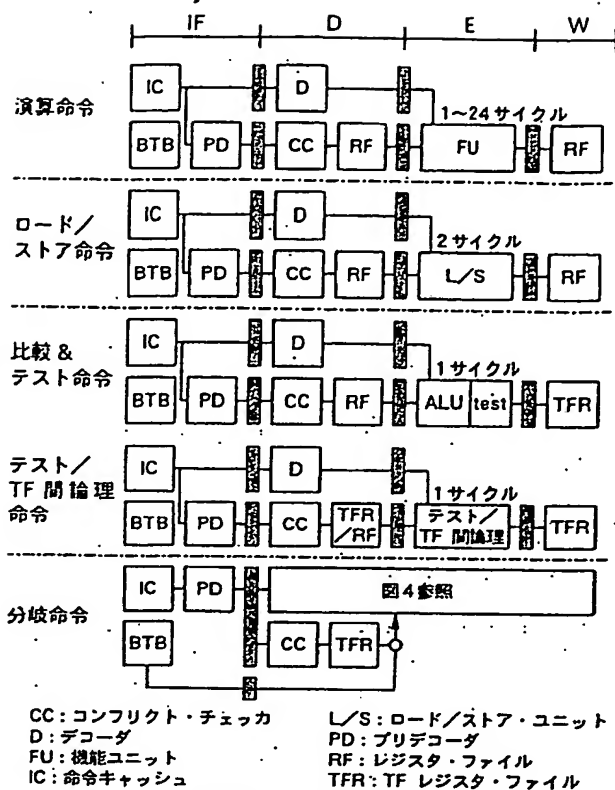 IF D E W
IC D
演算命令 1~24サイクル
BTB PD CC RF FU RF
IC D
ロード/
ストア命令 2サイクル
BTB PD CC RF L/S RF
IC D
比較&
テスト命令 1サイクル
BTB PD CC RF ALU test TFR
IC D
テスト/
TF間論理
命令 1サイクル
BTB PD CC TFR
/RF テスト/
TF間論理 TFR
IC PD 図4参照
分岐命令
BTB CC TFR
CC:コンフリクト・チェッカ L/S:ロード/ストア・ユニット
D:デコーダ PD:プリデコーダ
FU:機能ユニット RF:レジスタ・ファイル
IC:命令キャッシュ TFR:TFレジスタ・ファイル